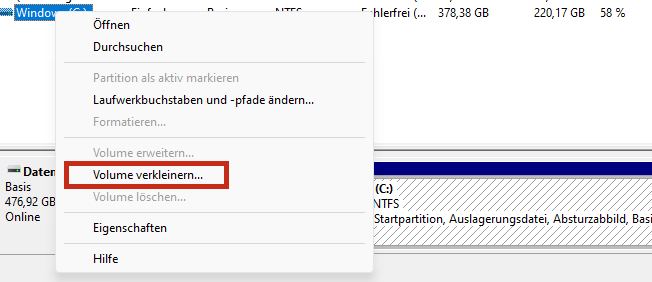 Windows (C:) Einfach Basis NTFS Fehlerfrei ( 378,38 GB 220,17 GB 58 %
Öffnen
Durchsuchen
Partition als aktiv markieren
Laufwerkbuchstaben und -pfade ändern...
Formatieren...
Volume erweitern...
Volume verkleinern...
Volume löschen...
Eigenschaften
Hilfe
Daten
Basis
476,92 GB
Online
(C:)
NTFS
Startpartition, Auslagerungsdatei, Absturzabbild, Basi